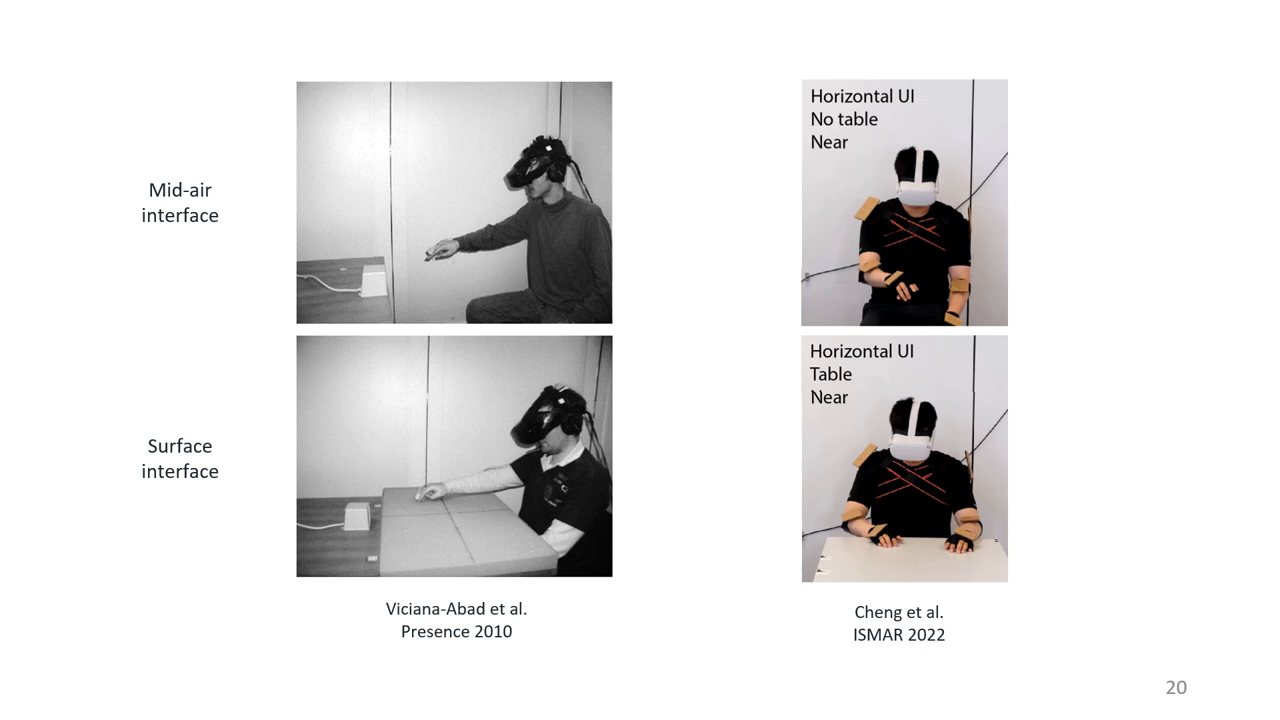 Mid-air
interface
Horizontal UI
No table
Near
Surface
interface
Horizontal UI
Table
Near
Viciana-Abad et al.
Presence 2010
Cheng et al.
ISMAR 2022
20